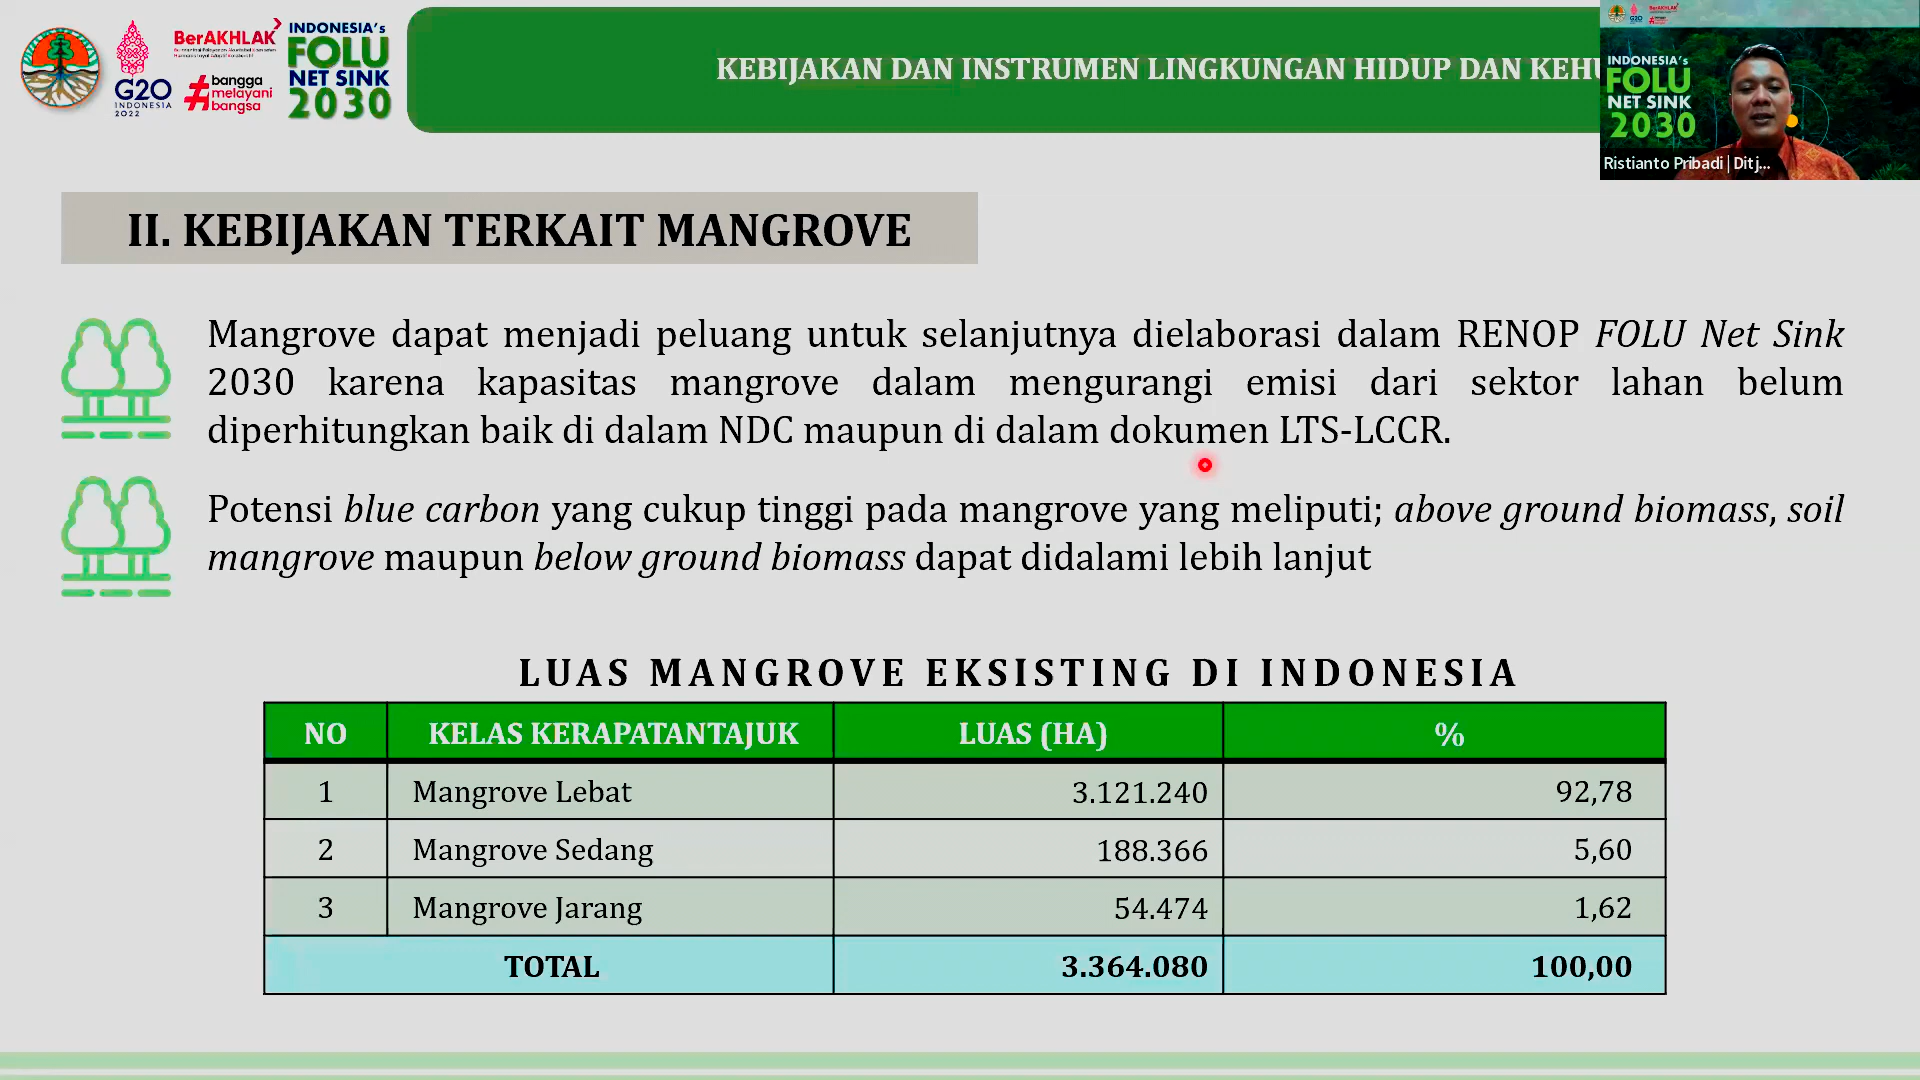 BerAKHLAK
G20
INDONESIA
2022
#bangga
melayani
bangsa
INDONESIA's
FOLU
NET SINK
2030
KEBIJAKAN DAN INSTRUMEN LINGKUNGAN HIDUP DAN KEHU
INDONESIA's
FOLU
NET SINK
2030
Ristianto Pribadi | Ditj...
II. KEBIJAKAN TERKAIT MANGROVE
Mangrove dapat menjadi peluang untuk selanjutnya dielaborasi dalam RENOP FOLU Net Sink
2030 karena kapasitas mangrove dalam mengurangi emisi dari sektor lahan belum
diperhitungkan baik di dalam NDC maupun di dalam dokumen LTS-LCCR.
Potensi blue carbon yang cukup tinggi pada mangrove yang meliputi; above ground biomass, soil
mangrove maupun below ground biomass dapat didalami lebih lanjut
LUAS MANGROVE EKSISTING DI INDONESIA
NO KELAS KERAPATANTAJUK LUAS (HA) %
1 Mangrove Lebat 3.121.240 92,78
2 Mangrove Sedang 188.366 5,60
3 Mangrove Jarang 54.474 1,62
TOTAL 3.364.080 100,00